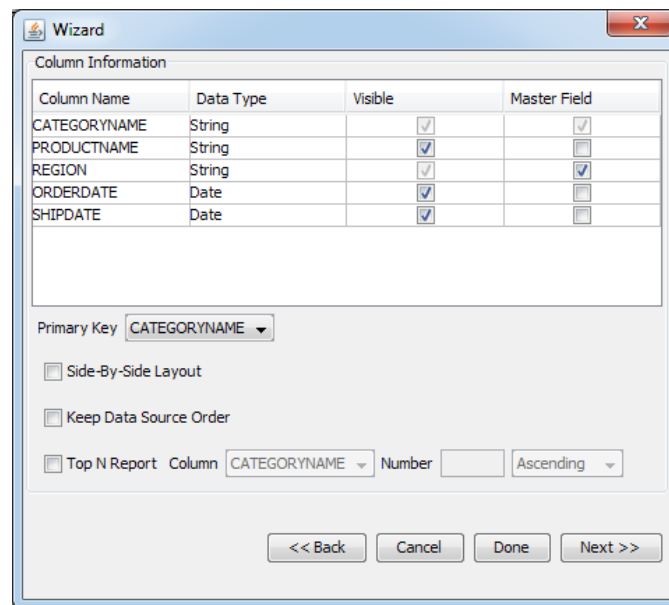 Wizard
Column Information
Column Name Data Type Visible Master Field
CATEGORYNAME String
PRODUCTNAME String
REGION String
ORDERDATE Date
SHIPDATE Date
Primary Key CATEGORYNAME
Side-By-Side Layout
Keep Data Source Order
Top N Report Column CATEGORYNAME Number Ascending
<< Back Cancel Done Next >>